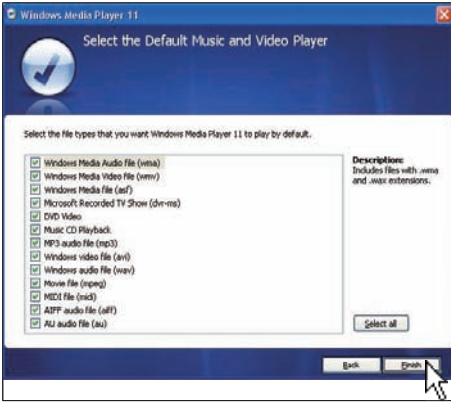 Windows Media Player 11
Select the Default Music and Video Player
Select the file types that you want Windows Media Player 11 to play by default.
Windows Media Audio file (wma)
Windows Media Video file (wmv)
Windows Media file (asf)
Microsoft Recorded TV Show (dvr-ms)
DVD Video
Music CD Playback
MP3 audio file (mp3)
Windows video file (avi)
Windows audio file (wav)
Movie file (mpeg)
MIDI file (midi)
AIFF audio file (aiff)
AU audio file (au)
Description:
Includes files with .wma
and .wax extensions.
Select all
Back
Finish